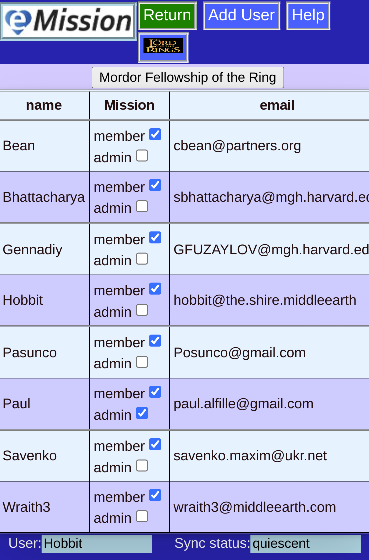 eMission Return Add User Help
THE LORD OF THE RINGS
Mordor Fellowship of the Ring
name Mission email
Bean member cbean@partners.org
admin
Bhattacharya member sbhattacharya@mgh.harvard.ed
admin
Gennadiy member GFUZAYLOV@mgh.harvard.ed
admin
Hobbit member hobbit@the.shire.middleearth
admin
Pasunco member Posunco@gmail.com
admin
Paul member paul.alfille@gmail.com
admin
Savenko member savenko.maxim@ukr.net
admin
Wraith3 member wraith3@middleearth.com
admin
User: Hobbit Sync status: quiescent